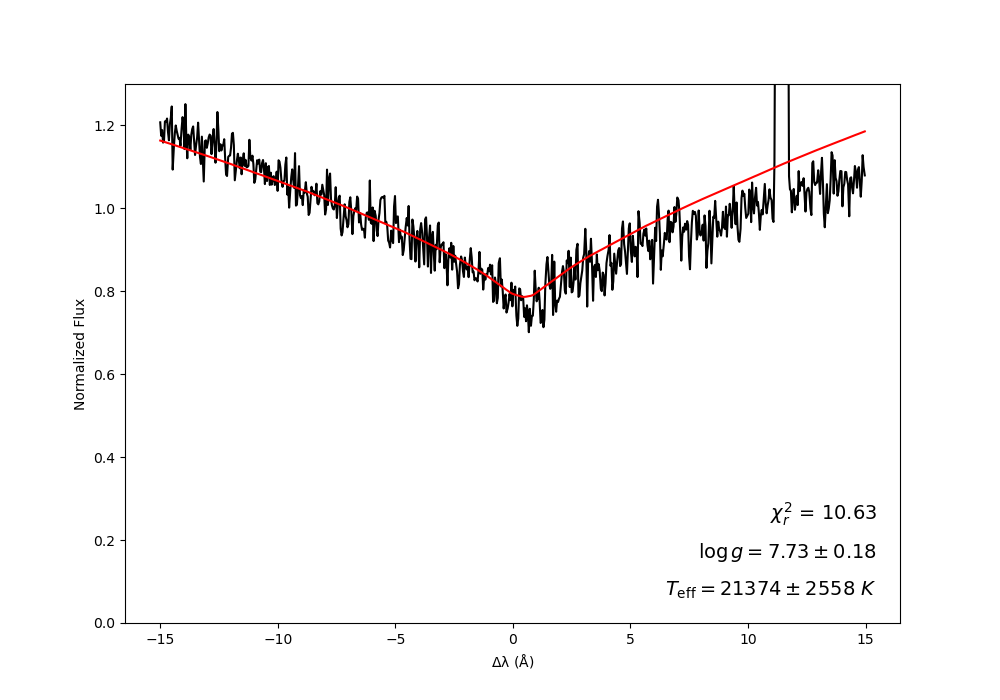 1.2
1.0
0.8
0.6
0.4
0.2
0.0
Normalized Flux
χ²ᵣ = 10.63
log g = 7.73 ± 0.18
T_eff = 21374 ± 2558 K
−15 −10 −5 0 5 10 15
Δλ (Å)